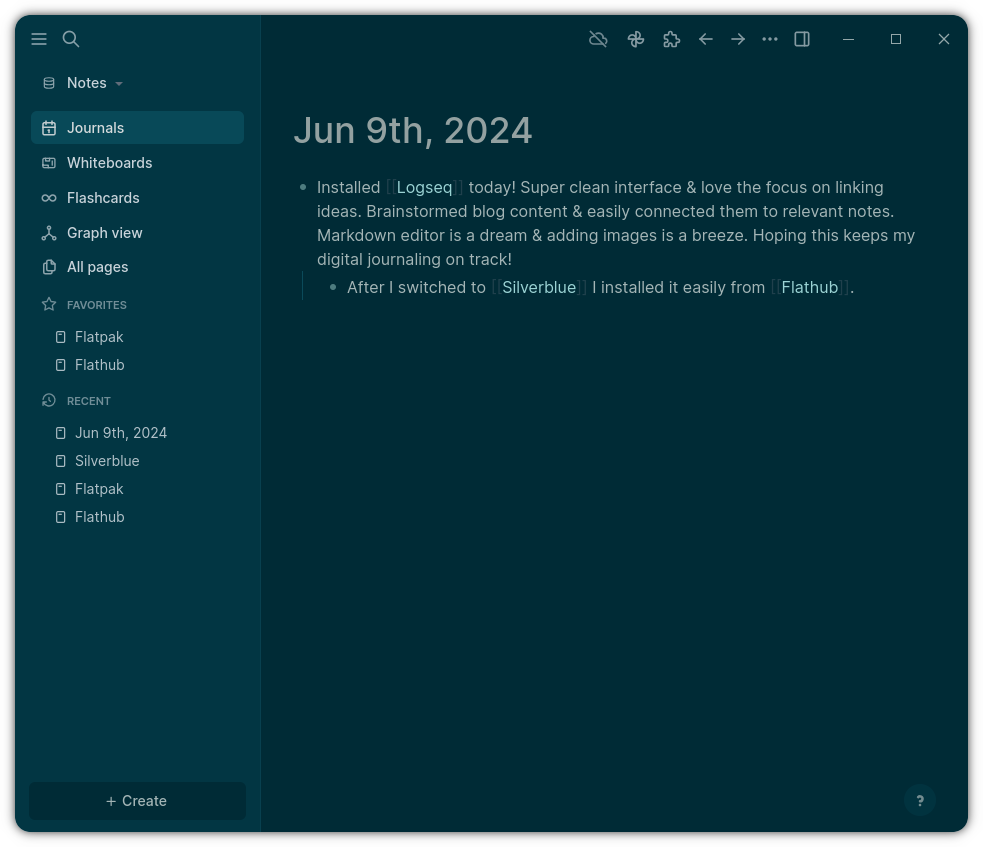 Notes
Journals
Whiteboards
Flashcards
Graph view
All pages
FAVORITES
Flatpak
Flathub
RECENT
Jun 9th, 2024
Silverblue
Flatpak
Flathub
+ Create
Jun 9th, 2024
Installed [[Logseq]] today! Super clean interface & love the focus on linking
ideas. Brainstormed blog content & easily connected them to relevant notes.
Markdown editor is a dream & adding images is a breeze. Hoping this keeps my
digital journaling on track!
After I switched to [[Silverblue]] I installed it easily from [[Flathub]].
?